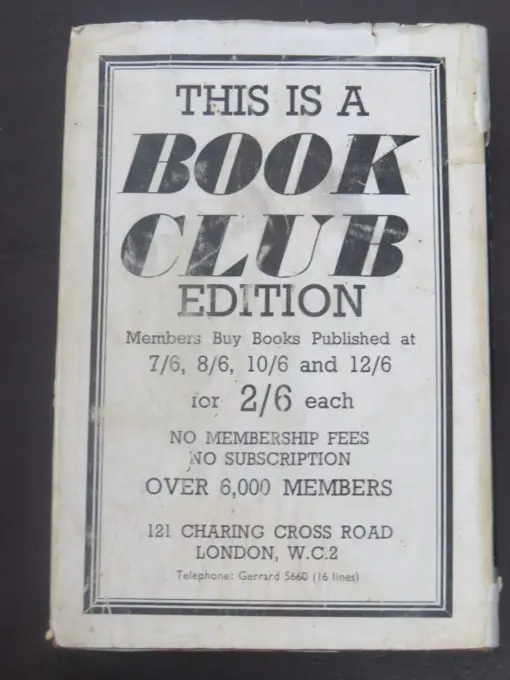 THIS IS A
BOOK
CLUB
EDITION
Members Buy Books Published at
7/6, 8/6, 10/6 and 12/6
for 2/6 each
NO MEMBERSHIP FEES
NO SUBSCRIPTION
OVER 6,000 MEMBERS
121 CHARING CROSS ROAD
LONDON, W.C.2
Telephone: Gerrard 5660 (16 lines)